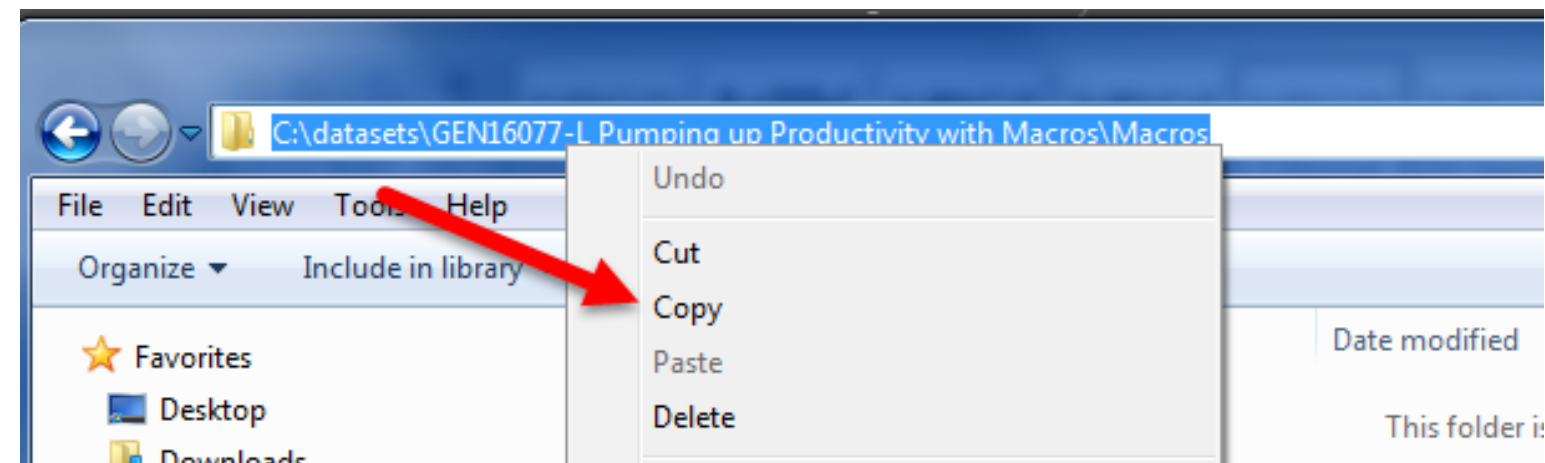 C:\datasets\GEN16077-L Pumping up Productivity with Macros\Macros
Undo
File Edit View Tools Help
Cut
Organize Include in library
Copy
Date modified
Favorites
Paste
Desktop
Delete
This folder is
Downloads